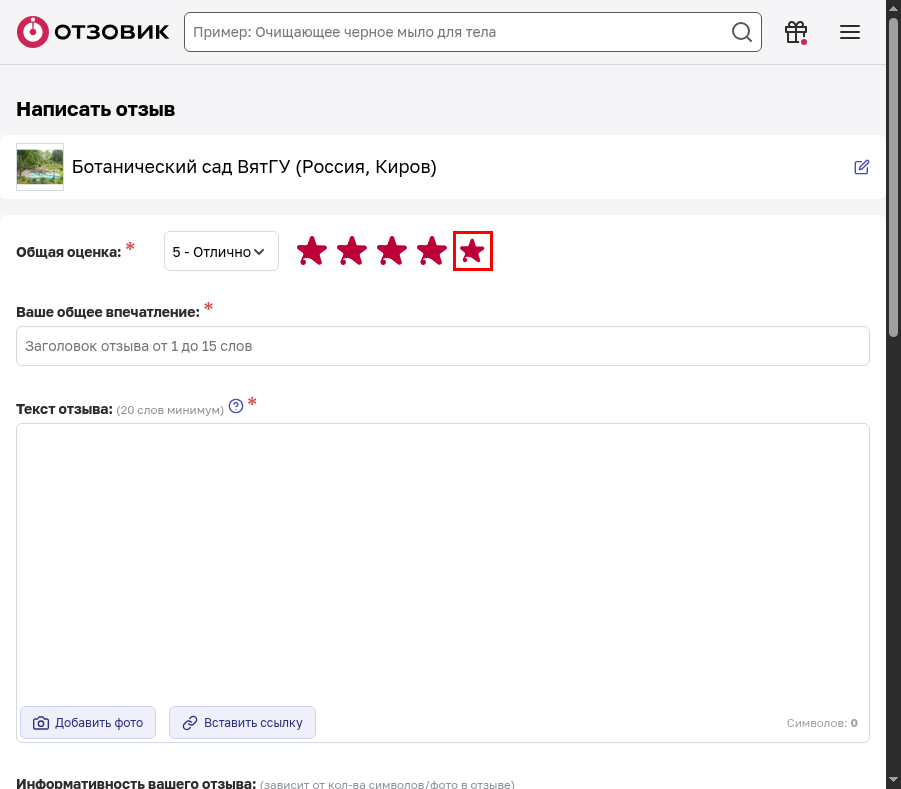 ОТЗОВИК
Пример: Очищающее черное мыло для тела
Написать отзыв
Ботанический сад ВятГУ (Россия, Киров)
Общая оценка: *
5 - Отлично
Ваше общее впечатление: *
Заголовок отзыва от 1 до 15 слов
Текст отзыва: (20 слов минимум) ? *
Добавить фото
Вставить ссылку
Символов: 0
Информативность вашего отзыва: (зависит от кол-ва символов/фото в отзыве)